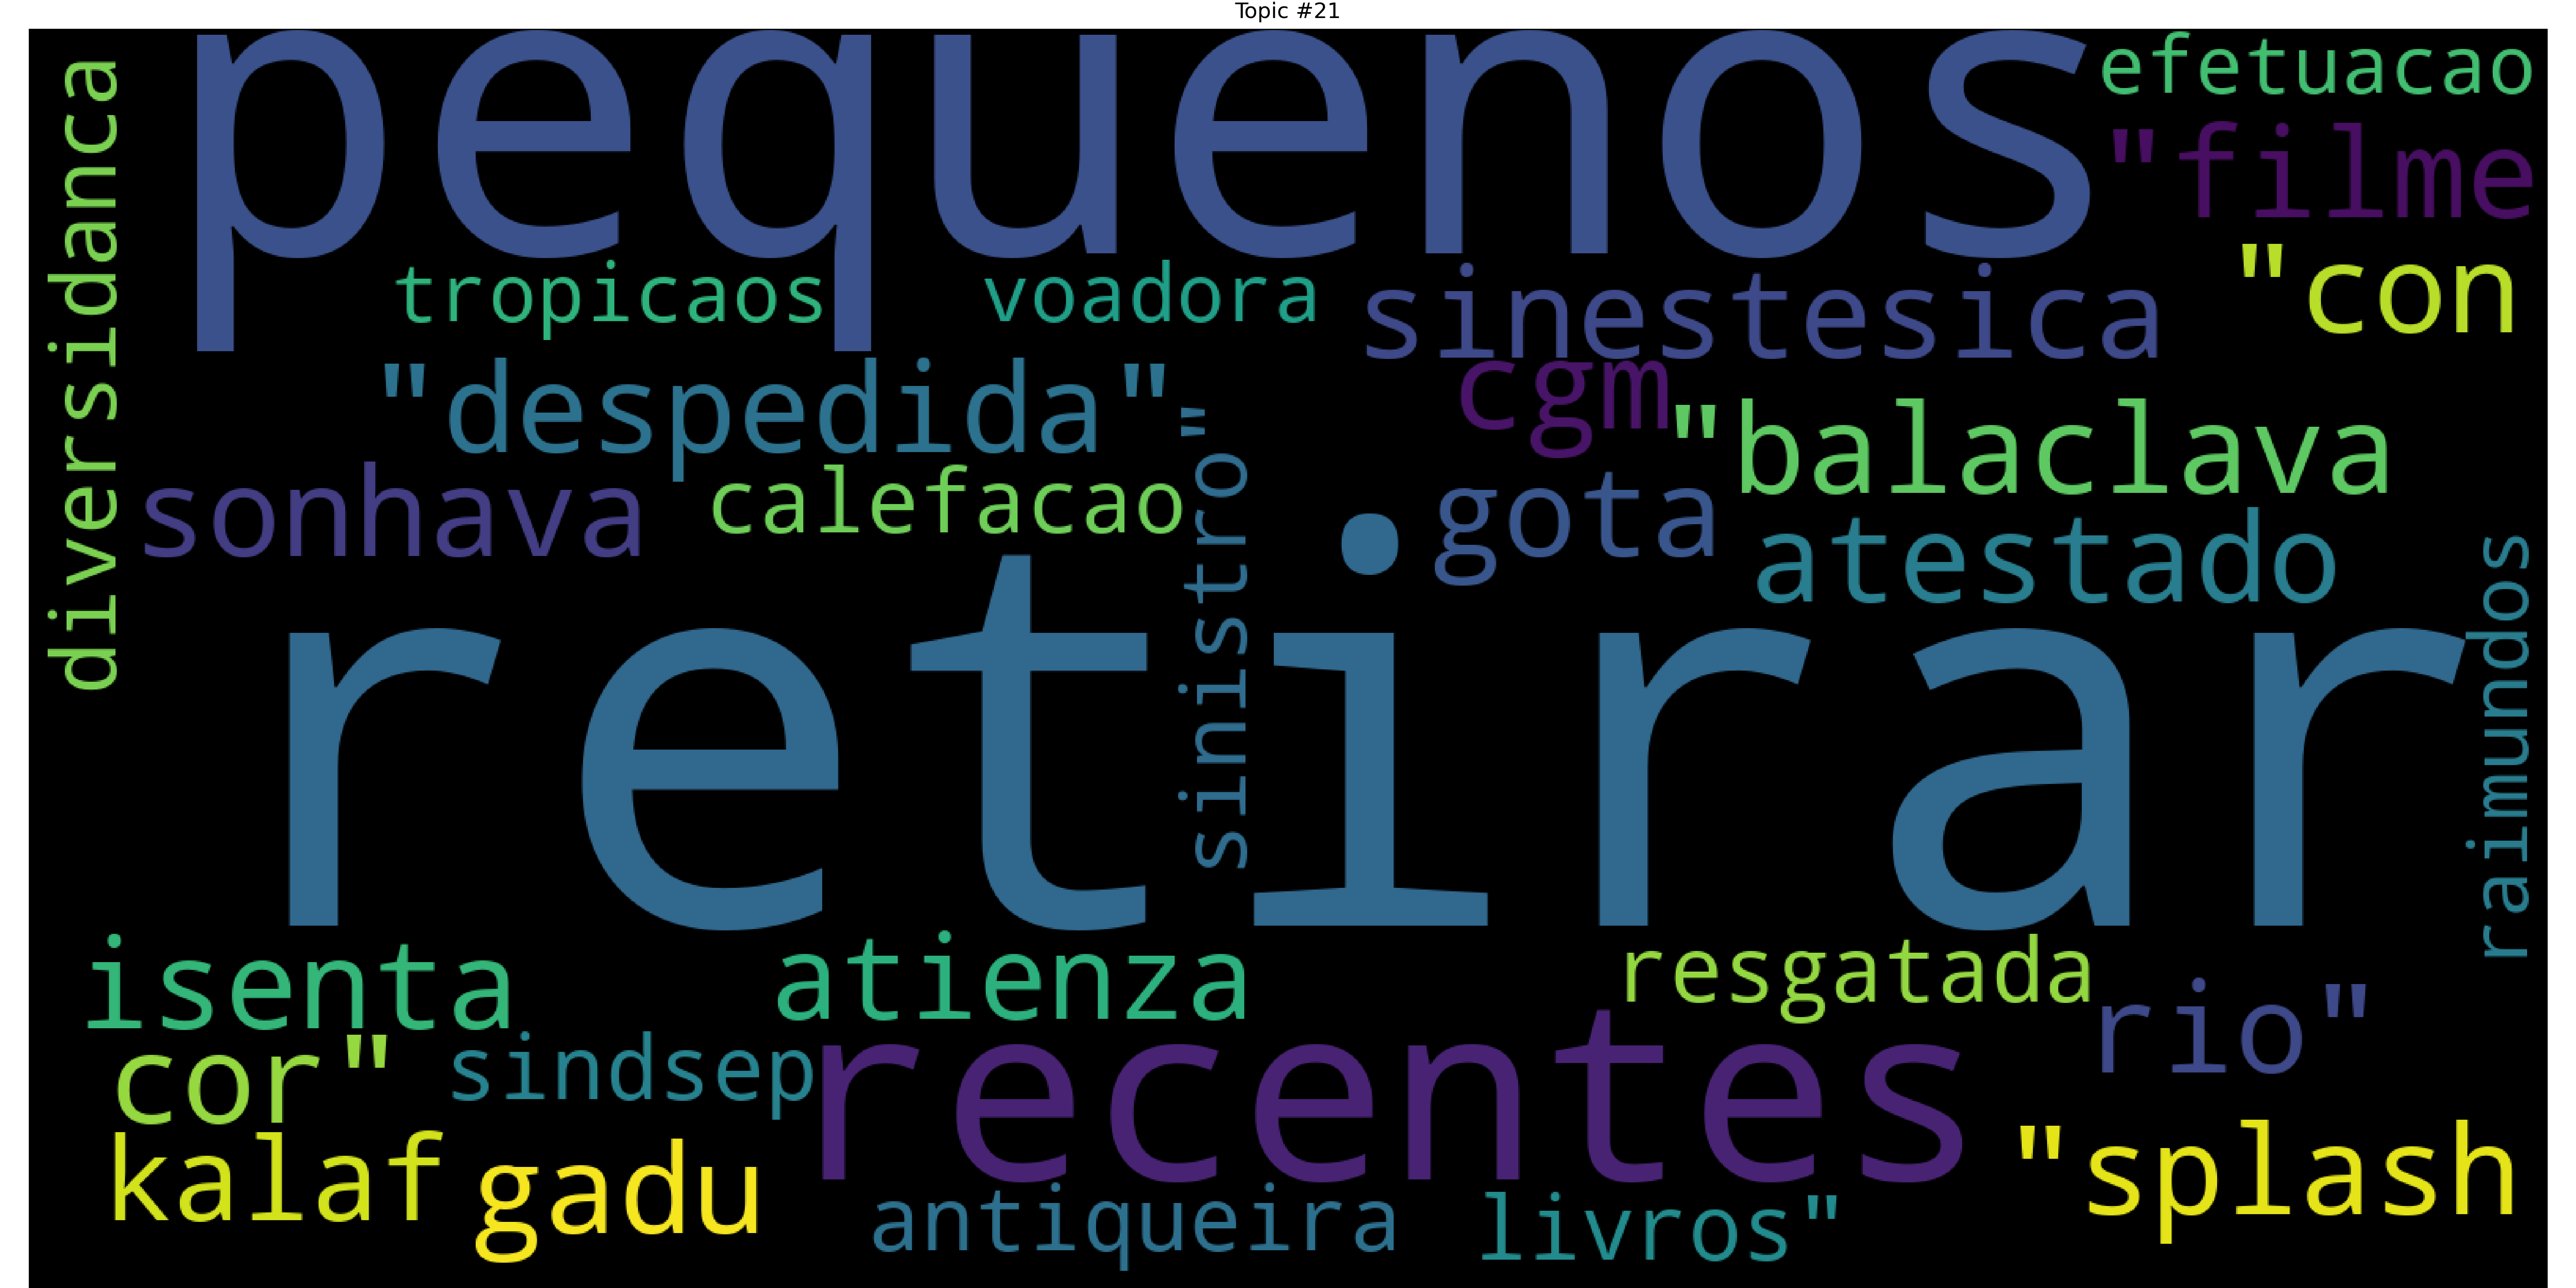 Topic #21
pequenos
efetuacao
"filme
diversidanca
tropicaos
voadora
sinestesica
"con
"despedida"
cgm
"balaclava
sonhava
calefacao
sinistro"
gota
atestado
retirar
raimundos
isenta
atienza
resgatada
rio"
cor"
sindsep
recentes
kalaf
gadu
"splash
antiqueira
livros"